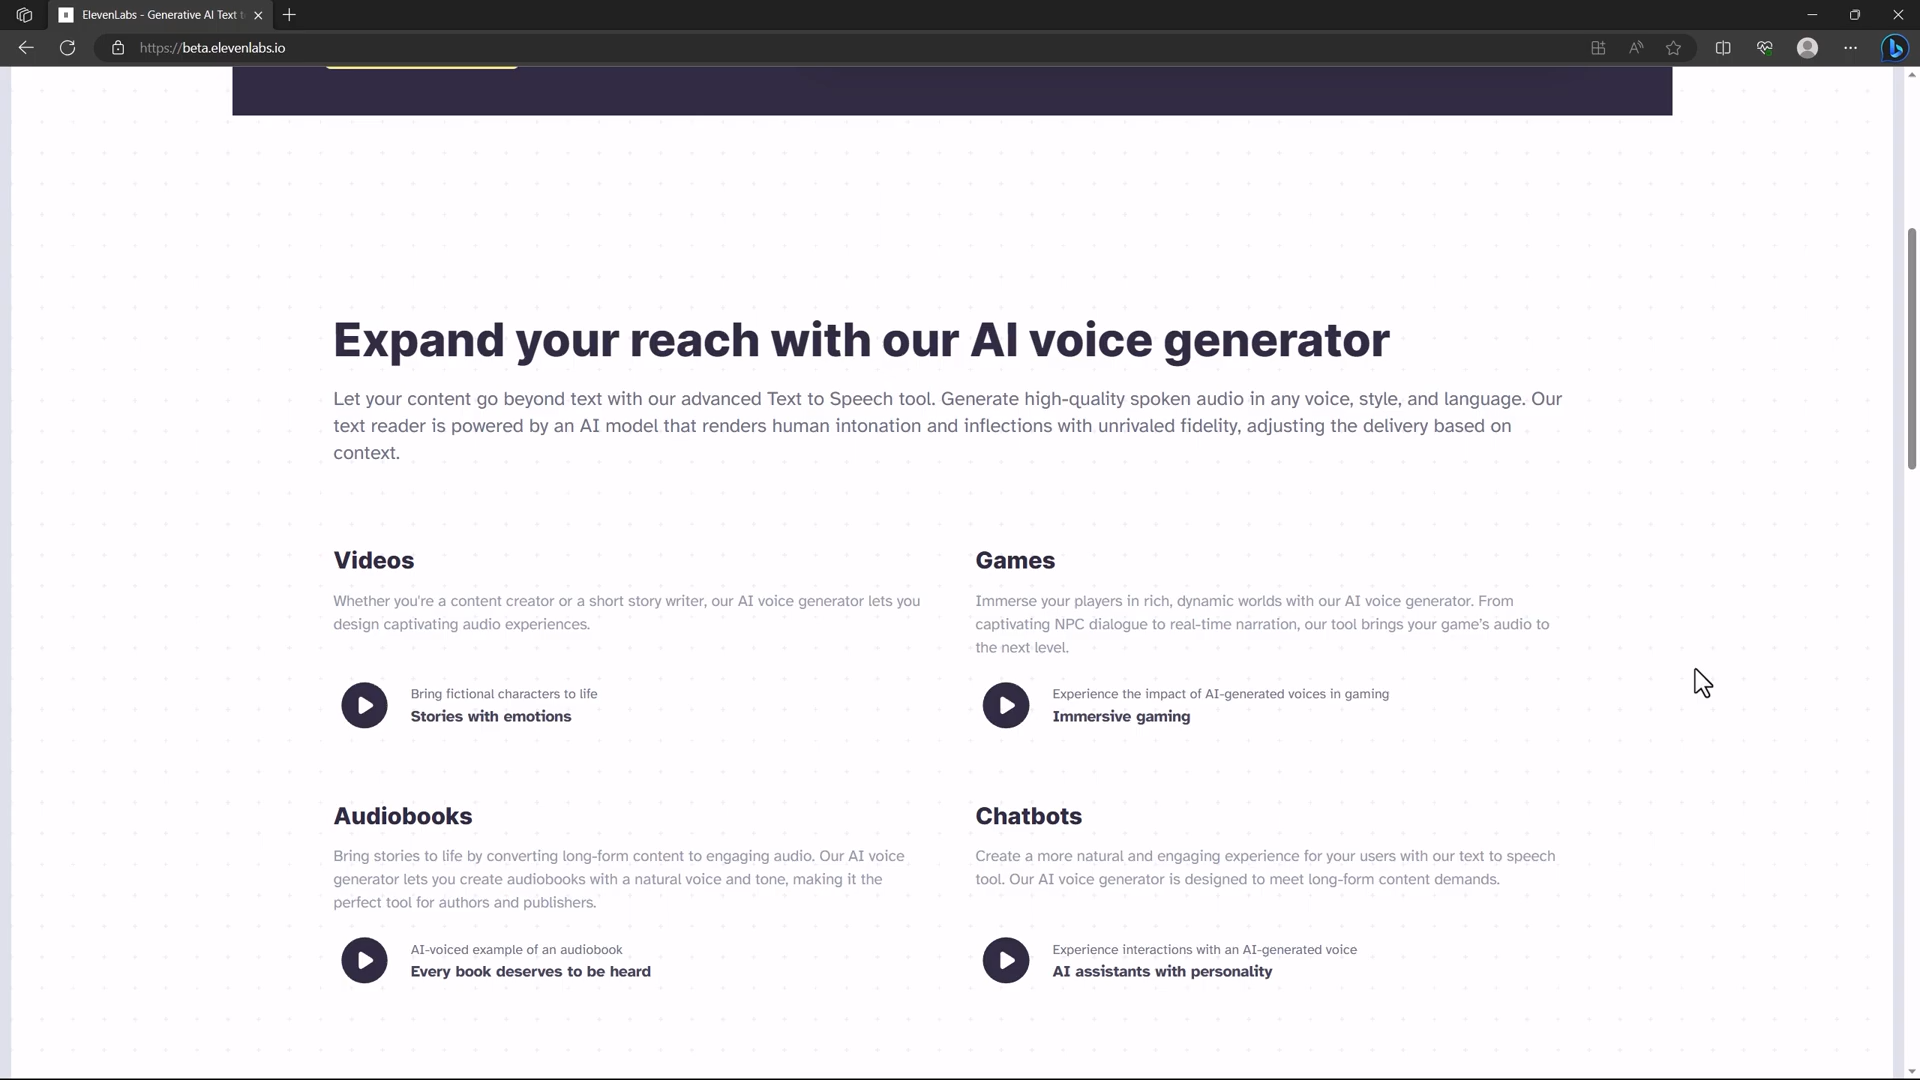 ElevenLabs - Generative AI Text t
https://beta.elevenlabs.io
Expand your reach with our AI voice generator
Let your content go beyond text with our advanced Text to Speech tool. Generate high-quality spoken audio in any voice, style, and language. Our
text reader is powered by an AI model that renders human intonation and inflections with unrivaled fidelity, adjusting the delivery based on
context.
Videos
Whether you're a content creator or a short story writer, our AI voice generator lets you
design captivating audio experiences.
Bring fictional characters to life
Stories with emotions
Games
Immerse your players in rich, dynamic worlds with our AI voice generator. From
captivating NPC dialogue to real-time narration, our tool brings your game's audio to
the next level.
Experience the impact of AI-generated voices in gaming
Immersive gaming
Audiobooks
Bring stories to life by converting long-form content to engaging audio. Our AI voice
generator lets you create audiobooks with a natural voice and tone, making it the
perfect tool for authors and publishers.
AI-voiced example of an audiobook
Every book deserves to be heard
Chatbots
Create a more natural and engaging experience for your users with our text to speech
tool. Our AI voice generator is designed to meet long-form content demands.
Experience interactions with an AI-generated voice
AI assistants with personality